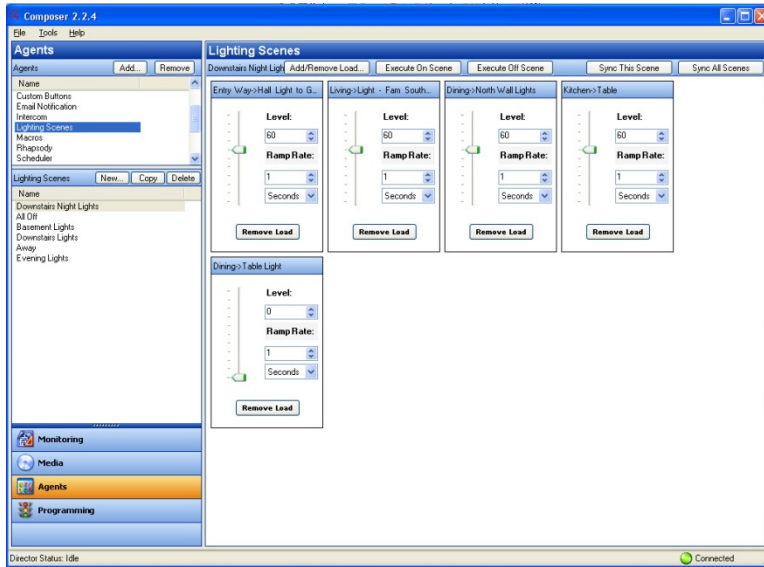 Composer 2.2.4
File Tools Help
Agents
Agents Add... Remove
Name
Custom Buttons
Email Notification
Intercom
Lighting Scenes
Macros
Rhapsody
Scheduler
Lighting Scenes New... Copy Delete
Name
Downstairs Night Lights
All Off
Basement Lights
Downstairs Lights
Away
Evening Lights
Monitoring
Media
Agents
Programming
Lighting Scenes
Downstairs Night Ligh Add/Remove Load... Execute On Scene Execute Off Scene Sync This Scene Sync All Scenes
Entry Way->Hall Light to G... Living->Light - Fam South... Dining->North Wall Lights Kitchen->Table
Level: Level: Level: Level:
60 60 60 60
Ramp Rate: Ramp Rate: Ramp Rate: Ramp Rate:
1 1 1 1
Seconds Seconds Seconds Seconds
Remove Load Remove Load Remove Load Remove Load
Dining->Table Light
Level:
0
Ramp Rate:
1
Seconds
Remove Load
Director Status: Idle Connected